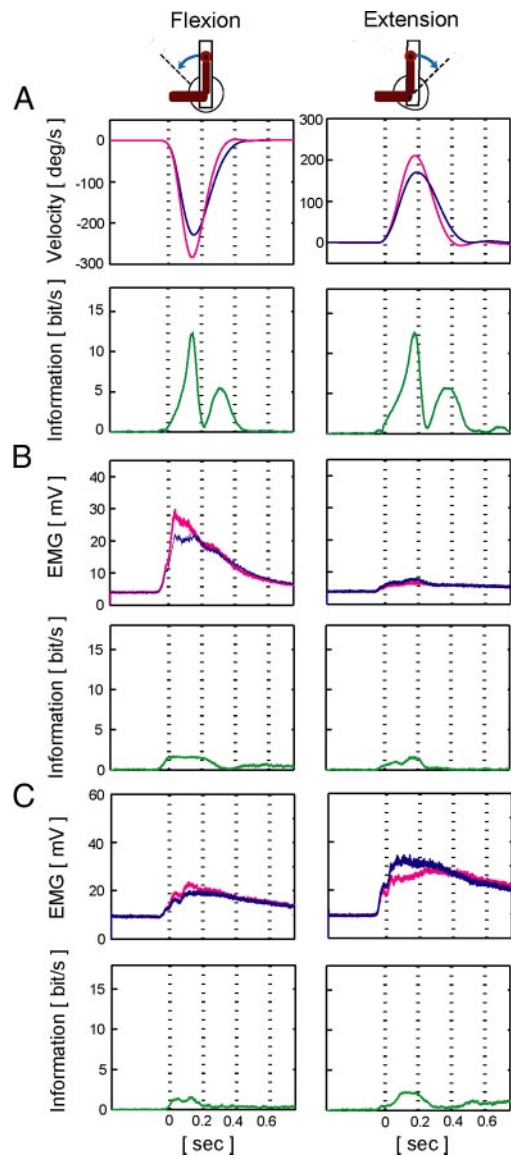 Flexion Extension
A
Velocity [ deg/s ]
0
-100
-200
-300
300
200
100
0
Information [ bit/s ]
15
10
5
0
B
EMG [ mV ]
40
30
20
10
0
Information [ bit/s ]
15
10
5
0
C
EMG [ mV ]
60
40
20
0
Information [ bit/s ]
15
10
5
0
0 0.2 0.4 0.6 0 0.2 0.4 0.6
[ sec ] [ sec ]